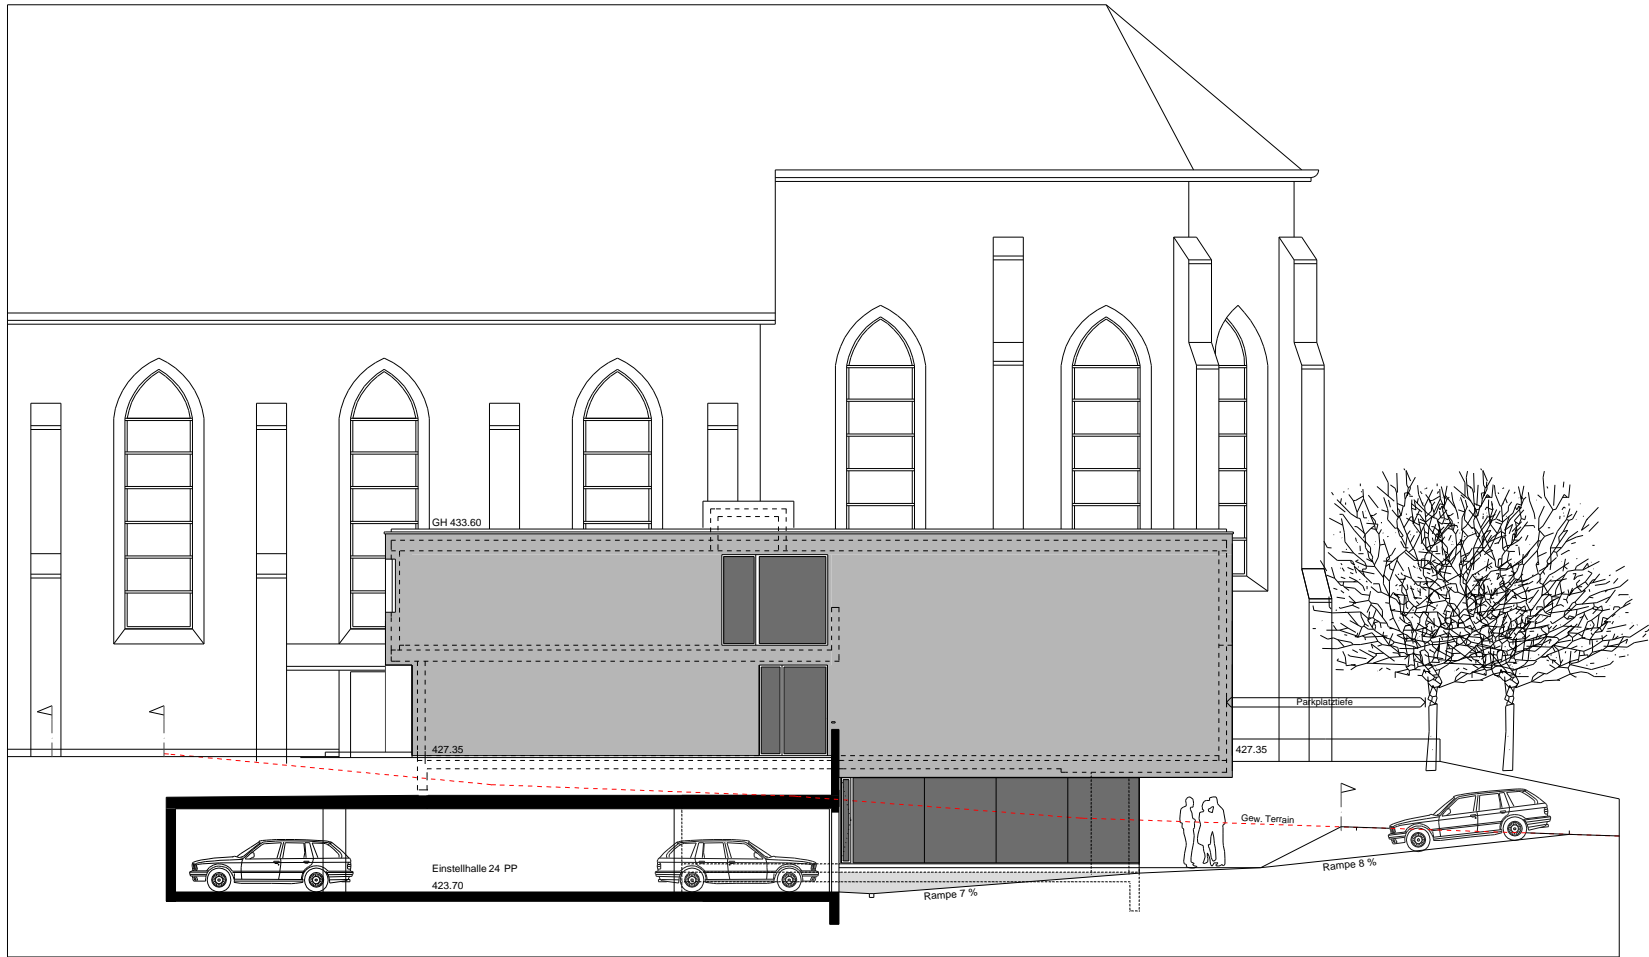 GH 433.60
Parkplatztiefe
427.35
427.35
Gew. Terrain
Einstellhalle 24 PP
423.70
Rampe 7 %
Rampe 8 %